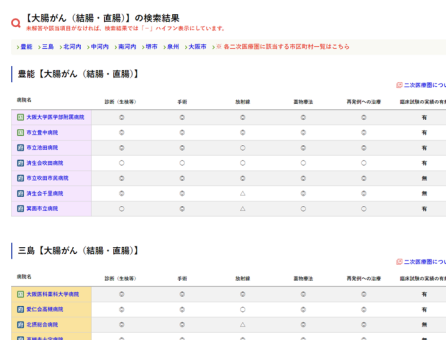 【大腸がん（結腸・直腸）】の検索結果
未解答や該当項目がなければ、検索結果では「－」ハイフン表示にしています。
›豊能 ›三島 ›北河内 ›中河内 ›南河内 ›堺市 ›泉州 ›大阪市 ›※ 各二次医療圏に該当する市区町村一覧はこちら
豊能【大腸がん（結腸・直腸）】
二次医療圏につい
病院名 診断（生検等） 手術 放射線 薬物療法 再発例への治療 臨床試験の実績の有無
大阪大学医学部附属病院 ◎ ◎ ◎ ◎ ◎ 有
市立豊中病院 ◎ ◎ ◎ ◎ ◎ 有
市立池田病院 ◎ ◎ 〇 ◎ ◎ 有
済生会吹田病院 〇 〇 〇 〇 〇 有
市立吹田市民病院 ◎ ◎ ◎ ◎ ◎ 無
済生会千里病院 ◎ ◎ △ ◎ ◎ 無
箕面市立病院 〇 ◎ △ 〇 〇 有
三島【大腸がん（結腸・直腸）】
二次医療圏につい
病院名 診断（生検等） 手術 放射線 薬物療法 再発例への治療 臨床試験の実績の有無
大阪医科薬科大学病院 ◎ ◎ ◎ ◎ ◎ 有
愛仁会高槻病院 ◎ ◎ 〇 ◎ ◎ 有
北摂総合病院 ◎ ◎ △ ◎ ◎ 無